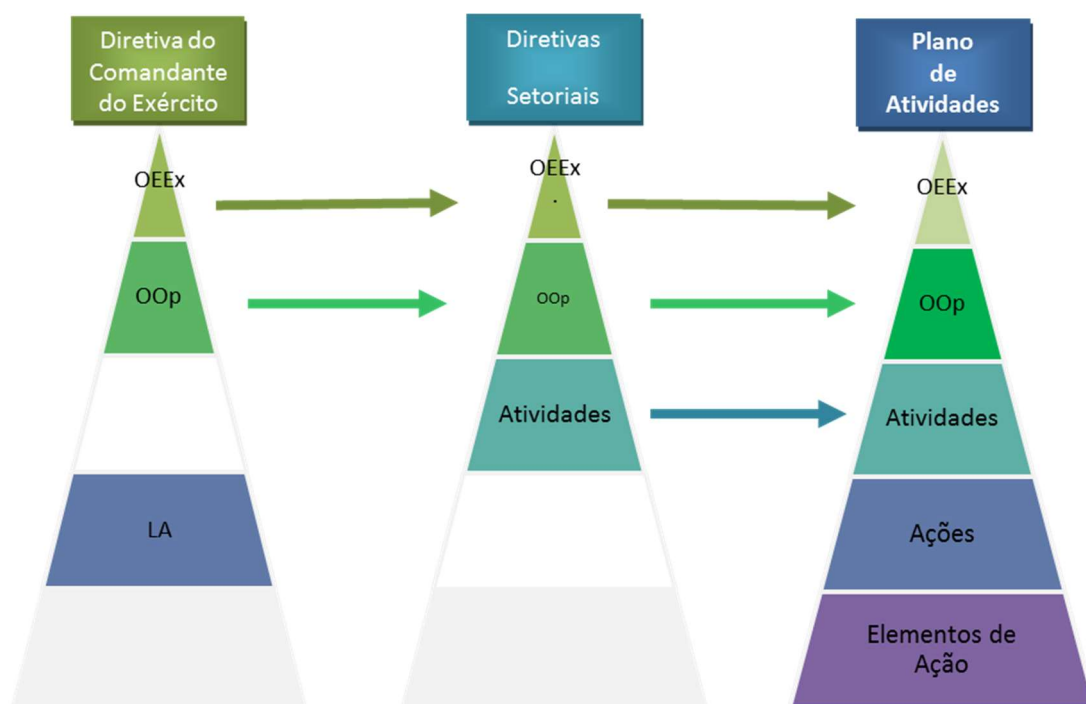 Diretiva do
Comandante
do Exército
Diretivas
Setoriais
Plano
de
Atividades
OEEx
OEEx
.
OEEx
OOp
OOp
OOp
Atividades
Atividades
LA
Ações
Elementos de
Ação